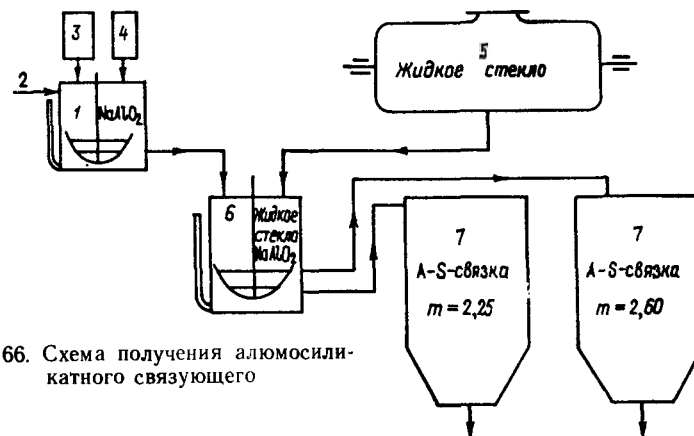 3
4
5
Жидкое стекло
2
1
NaAlO₂
6
Жидкое
стекло
NaAlO₂
7
A-S-связка
m = 2,25
7
A-S-связка
m = 2,60
66. Схема получения алюмосили-
катного связующего